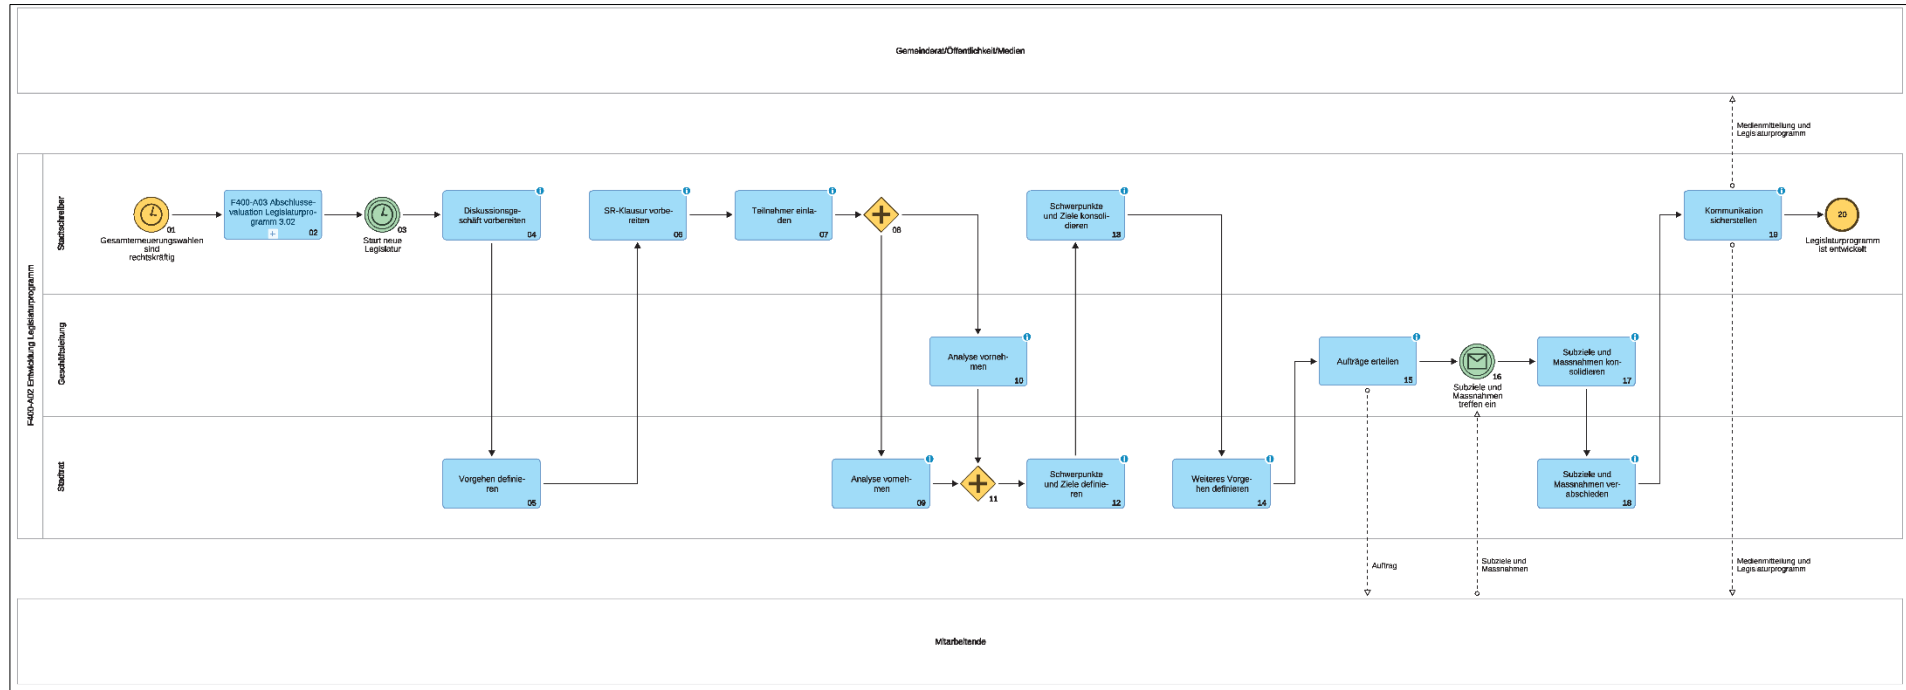 Gemeinderat/Öffentlichkeit/Medien
Medienmitteilung und
Legislaturprogramm
F400-A02 Entwicklung Legislaturprogramm
Stadtschreiber
01
Gesamterneuerungswahlen
sind
rechtskräftig
F400-A03 Abschlusse-
valuation Legislaturpro-
gramm 3.02
02
03
Start neue
Legislatur
Diskussionsge-
schäft vorbereiten
04
SR-Klausur vorbe-
reiten
06
Teilnehmer einla-
den
07
08
Schwerpunkte
und Ziele konsoli-
dieren
13
Kommunikation
sicherstellen
19
20
Legislaturprogramm
ist entwickelt
Geschäftsleitung
Analyse vorneh-
men
10
Aufträge erteilen
15
16
Subziele und
Massnahmen
treffen ein
Subziele und
Massnahmen kon-
solidieren
17
Stadtrat
Vorgehen definie-
ren
05
Analyse vorneh-
men
09
11
Schwerpunkte
und Ziele definie-
ren
12
Weiteres Vorge-
hen definieren
14
Subziele und
Massnahmen ver-
abschieden
18
Auftrag
Subziele und
Massnahmen
Medienmitteilung und
Legislaturprogramm
Mitarbeitende